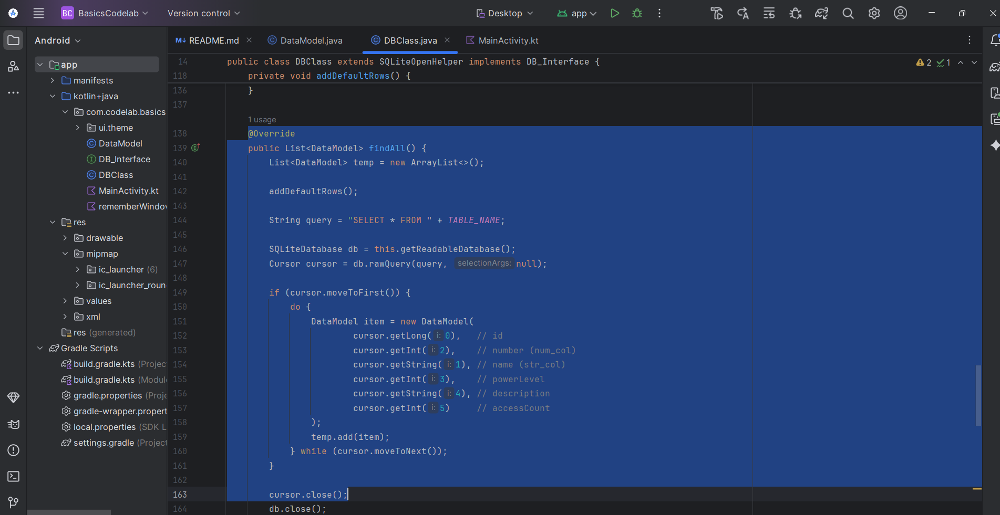 BC BasicsCodelab Version control Desktop app
Android
README.md DataModel.java DBClass.java MainActivity.kt
app
manifests
kotlin+java
com.codelab.basics
ui.theme
DataModel
DB_Interface
DBClass
MainActivity.kt
rememberWindow
res
drawable
mipmap
ic_launcher (6)
ic_launcher_roun
values
xml
res (generated)
Gradle Scripts
build.gradle.kts (Projec
build.gradle.kts (Modul
gradle.properties (Proje
gradle-wrapper.propert
local.properties (SDK L
settings.gradle (Project
14 public class DBClass extends SQLiteOpenHelper implements DB_Interface { 2 1
118 private void addDefaultRows() {
136 }
137
1 usage
138 @Override
139 public List<DataModel> findAll() {
140 List<DataModel> temp = new ArrayList<>();
141
142 addDefaultRows();
143
144 String query = "SELECT * FROM " + TABLE_NAME;
145
146 SQLiteDatabase db = this.getReadableDatabase();
147 Cursor cursor = db.rawQuery(query, selectionArgs: null);
148
149 if (cursor.moveToFirst()) {
150 do {
151 DataModel item = new DataModel(
152 cursor.getLong( i: 0), // id
153 cursor.getInt( i: 2), // number (num_col)
154 cursor.getString( i: 1), // name (str_col)
155 cursor.getInt( i: 3), // powerLevel
156 cursor.getString( i: 4), // description
157 cursor.getInt( i: 5) // accessCount
158 );
159 temp.add(item);
160 } while (cursor.moveToNext());
161 }
162
163 cursor.close();
164 db.close();